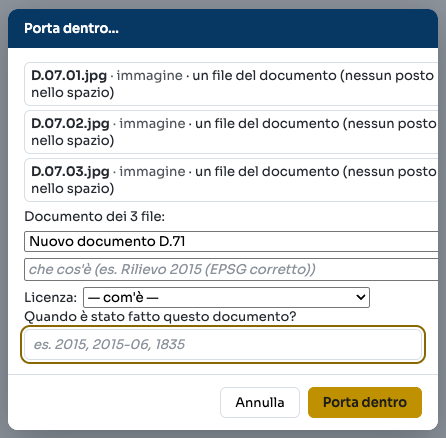 Porta dentro...
D.07.01.jpg · immagine · un file del documento (nessun posto
nello spazio)
D.07.02.jpg · immagine · un file del documento (nessun posto
nello spazio)
D.07.03.jpg · immagine · un file del documento (nessun posto
nello spazio)
Documento dei 3 file:
Nuovo documento D.71
che cos'è (es. Rilievo 2015 (EPSG corretto))
Licenza: — com'è —
Quando è stato fatto questo documento?
es. 2015, 2015-06, 1835
Annulla Porta dentro